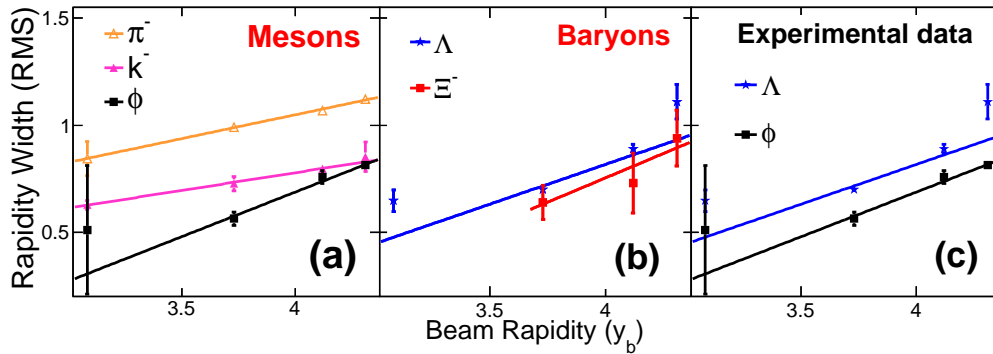 Rapidity Width (RMS)
1.5
1
0.5
Mesons
π⁻
k⁻
ϕ
(a)
3.5
4
Baryons
Λ
Ξ⁻
(b)
3.5
4
Experimental data
Λ
ϕ
(c)
3.5
4
Beam Rapidity (y_b)